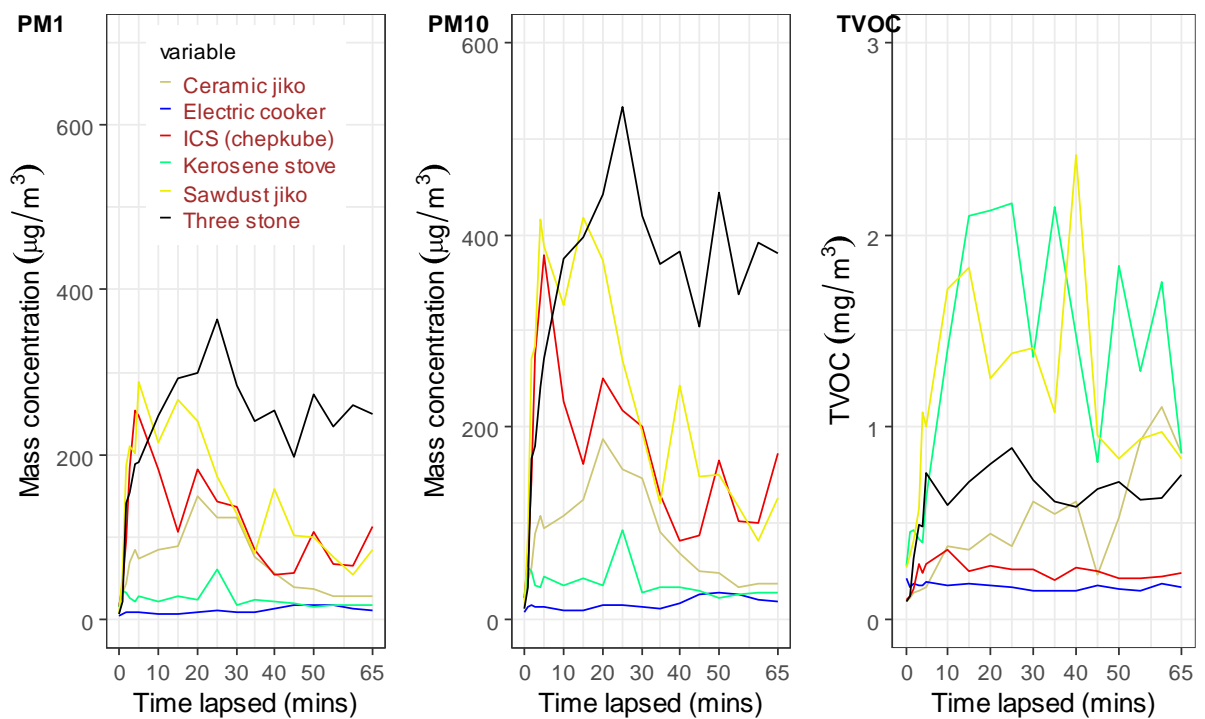 PM1
variable
Ceramic jiko
Electric cooker
ICS (chepkube)
Kerosene stove
Sawdust jiko
Three stone
600
400
200
0
Mass concentration (μg/m³)
0 10 20 30 40 50 65
Time lapsed (mins)
PM10
600
400
200
0
Mass concentration (μg/m³)
0 10 20 30 40 50 65
Time lapsed (mins)
TVOC
3
2
1
0
TVOC (mg/m³)
0 10 20 30 40 50 65
Time lapsed (mins)